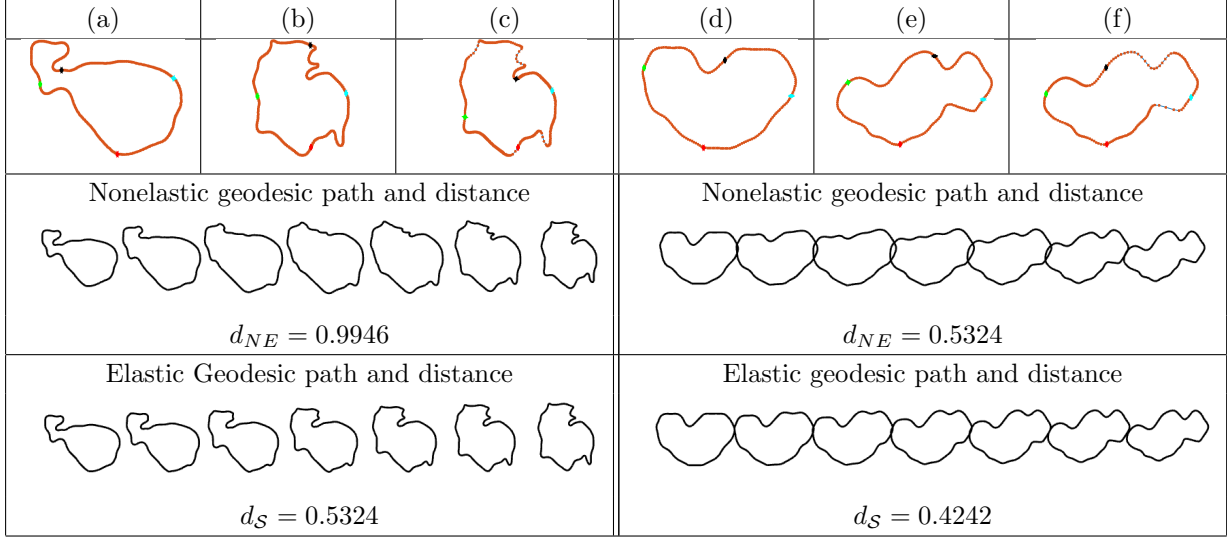 (a) (b) (c) (d) (e) (f)
Nonelastic geodesic path and distance
d_{NE} = 0.9946
Nonelastic geodesic path and distance
d_{NE} = 0.5324
Elastic Geodesic path and distance
d_{\mathcal{S}} = 0.5324
Elastic geodesic path and distance
d_{\mathcal{S}} = 0.4242